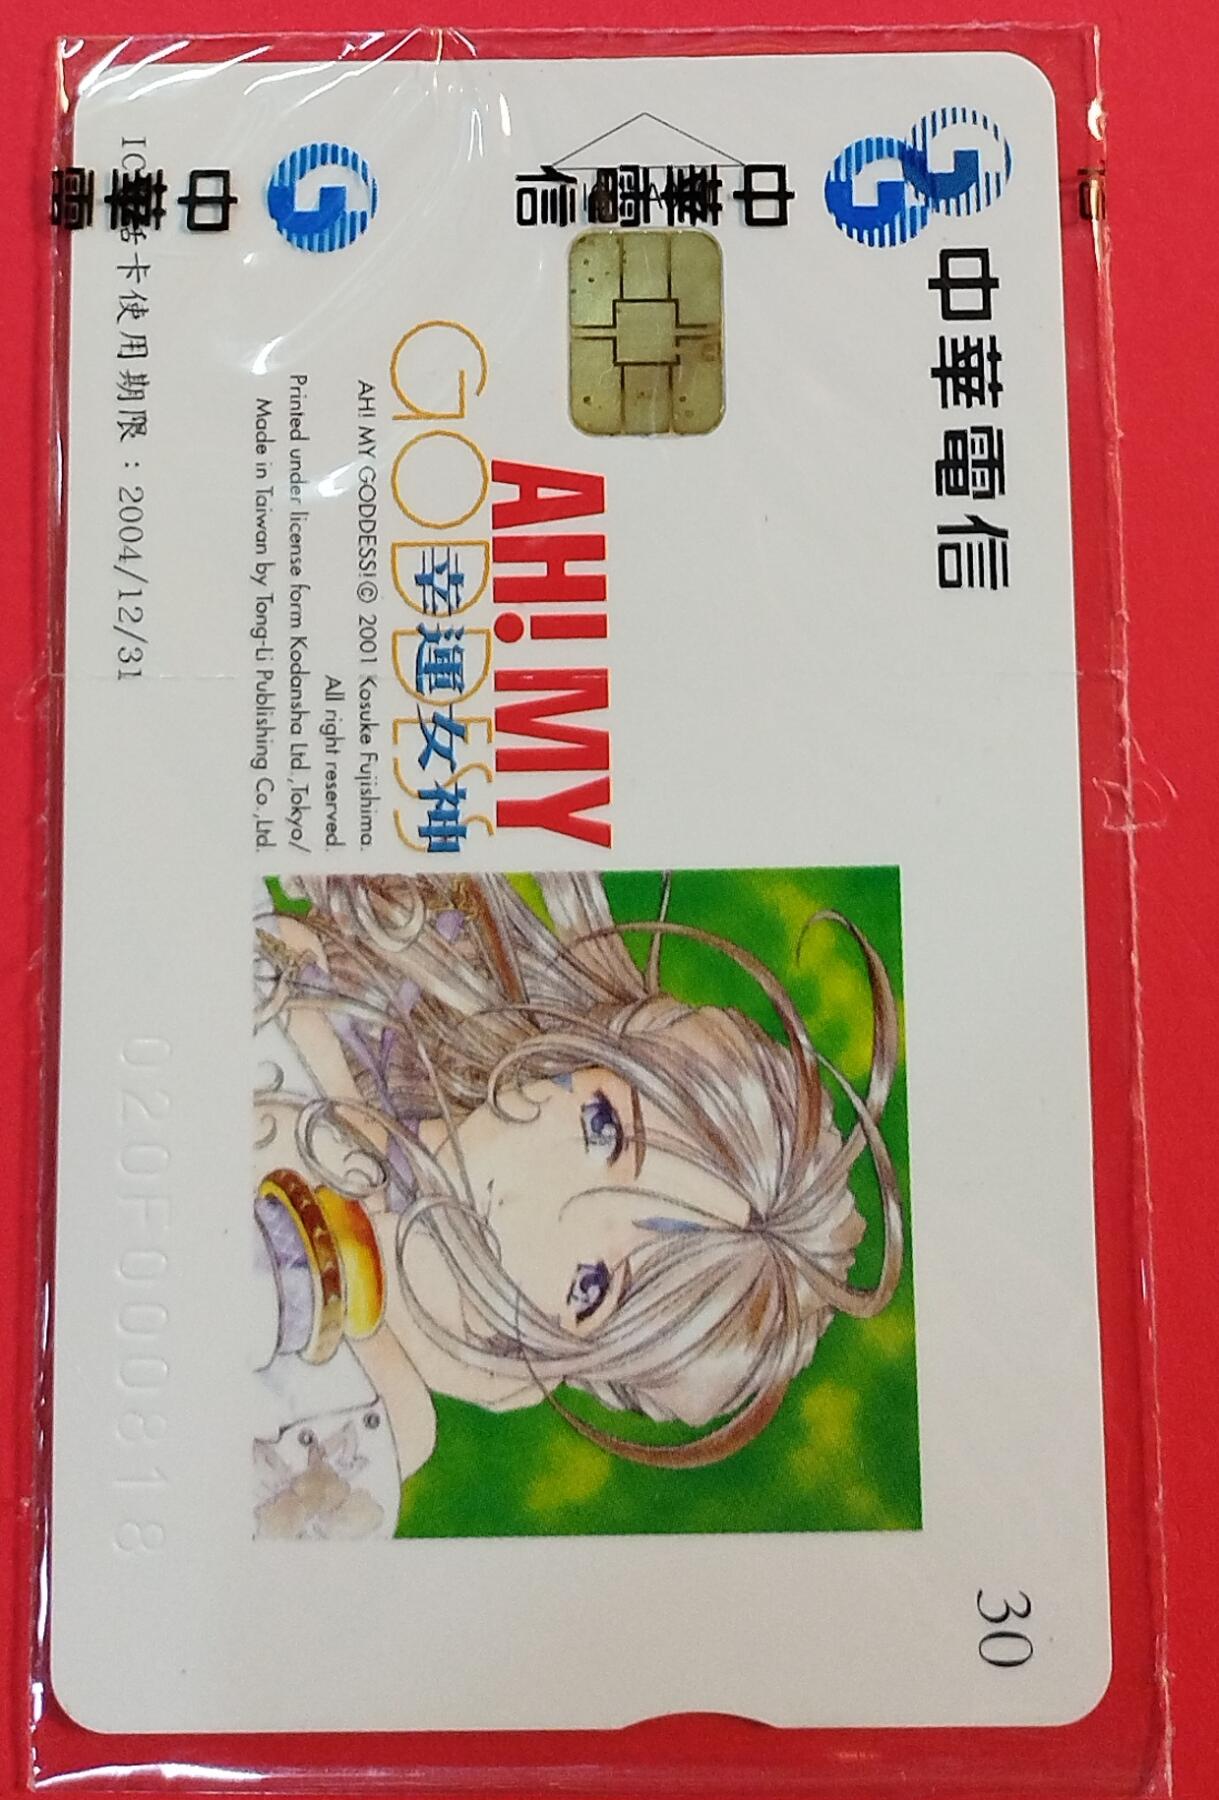 中華電信
中華電信
中華電
信
30
AH! MY
GODDESS
幸運女神
AH! MY GODDESS!© 2001 Kosuke Fujishima.
All right reserved.
Printed under license form Kodansha Ltd.,Tokyo/
Made in Taiwan by Tong-Li Publishing Co.,Ltd.
IC話卡使用期限：2004/12/31
020F000818